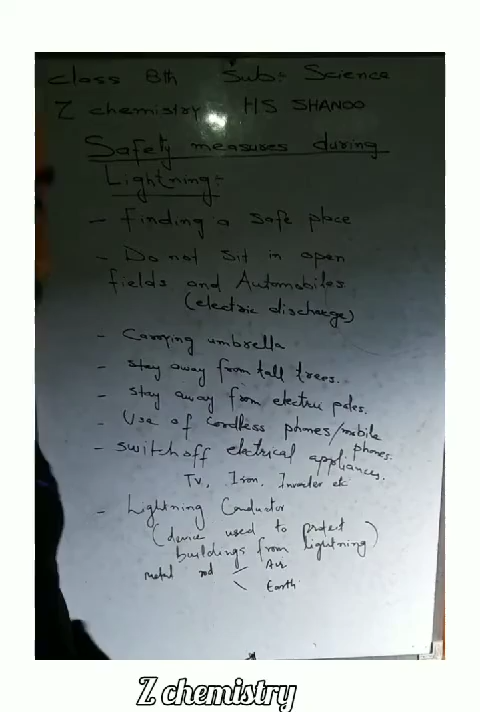 Class 8th Sub:- Science
Z chemistry HS SHANOO
Safety measures during
Lightning:-
- Finding a safe place
- Do not sit in open
fields and Automobiles
(electric discharge)
- Carrying umbrella
- stay away from tall trees.
- stay away from electric poles.
- Use of cordless phones/mobile
phones.
- switch off electrical appliances.
TV, Iron, Inverter etc
- Lightning Conductor
(device used to protect
buildings from lightning)
metal rod Air
Earth
Z chemistry